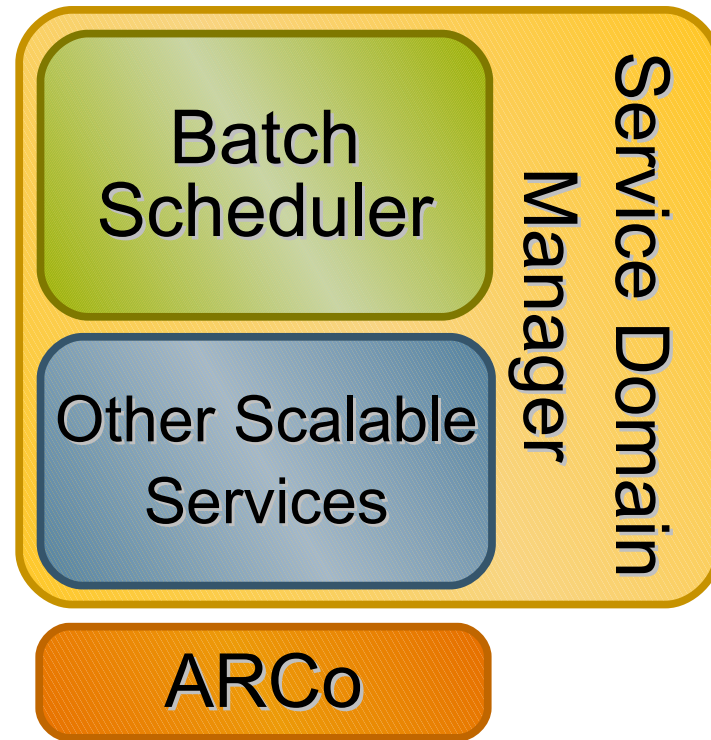 Batch
Scheduler
Other Scalable
Services
Service Domain
Manager
ARCo